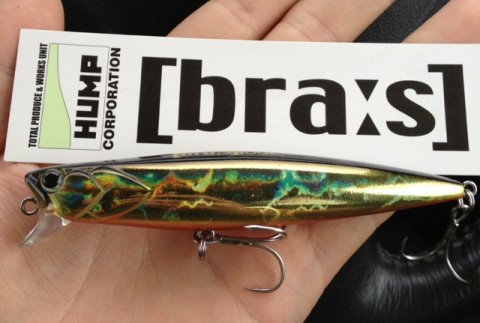 TOTAL PRODUCE & WORKS UNIT
HUMP
CORPORATION
[bra:s]